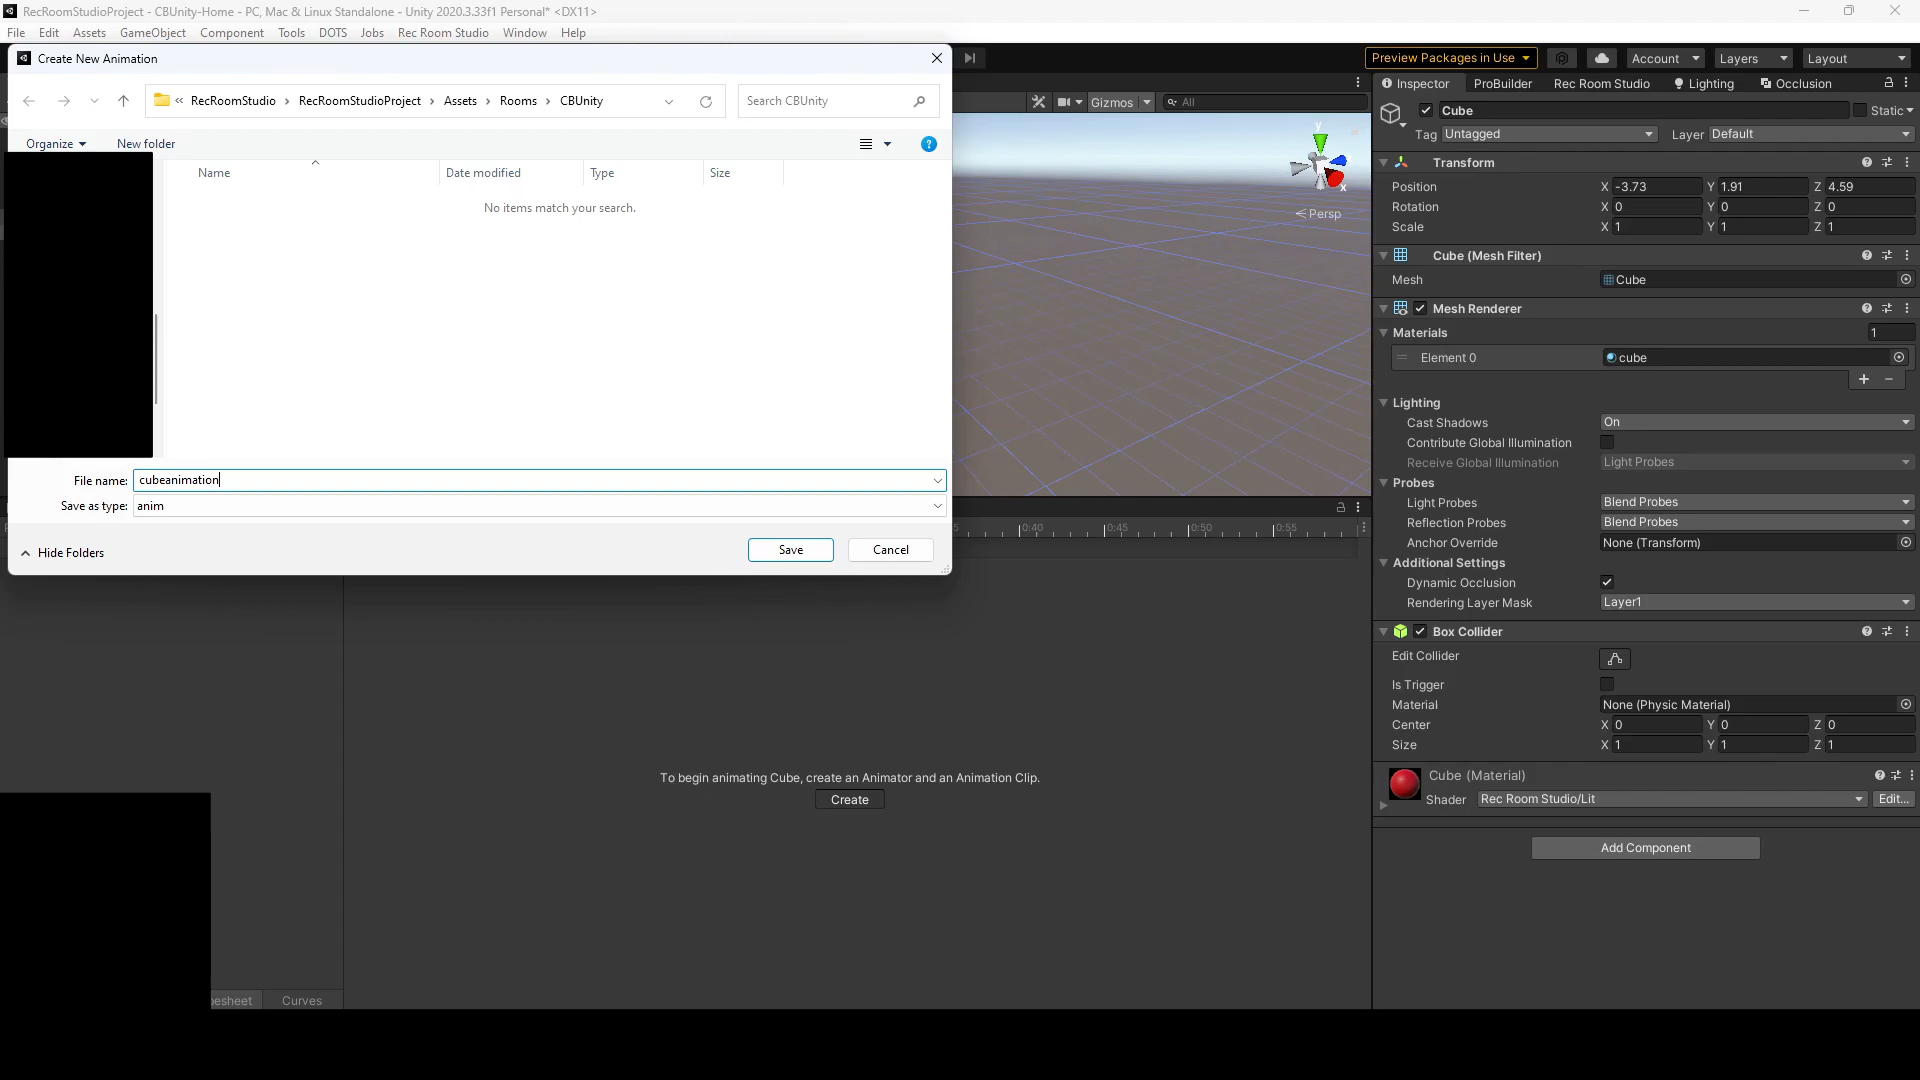 RecRoomStudioProject - CBUnity-Home - PC, Mac & Linux Standalone - Unity 2020.3.33f1 Personal* <DX11>
File Edit Assets GameObject Component Tools DOTS Jobs Rec Room Studio Window Help
Create New Animation
Preview Packages in Use Account Layers Layout
« RecRoomStudio › RecRoomStudioProject › Assets › Rooms › CBUnity
Search CBUnity
Organize New folder
Name Date modified Type Size
No items match your search.
File name: cubeanimation
Save as type: anim
Hide Folders
Save Cancel
Gizmos All
y
x
Persp
0:40 0:45 0:50 0:55
To begin animating Cube, create an Animator and an Animation Clip.
Create
Curves
Inspector ProBuilder Rec Room Studio Lighting Occlusion
Cube Static
Tag Untagged Layer Default
Transform
Position X -3.73 Y 1.91 Z 4.59
Rotation X 0 Y 0 Z 0
Scale X 1 Y 1 Z 1
Cube (Mesh Filter)
Mesh Cube
Mesh Renderer
Materials 1
Element 0 cube
+ −
Lighting
Cast Shadows On
Contribute Global Illumination
Receive Global Illumination Light Probes
Probes
Light Probes Blend Probes
Reflection Probes Blend Probes
Anchor Override None (Transform)
Additional Settings
Dynamic Occlusion
Rendering Layer Mask Layer1
Box Collider
Edit Collider
Is Trigger
Material None (Physic Material)
Center X 0 Y 0 Z 0
Size X 1 Y 1 Z 1
Cube (Material)
Shader Rec Room Studio/Lit Edit...
Add Component